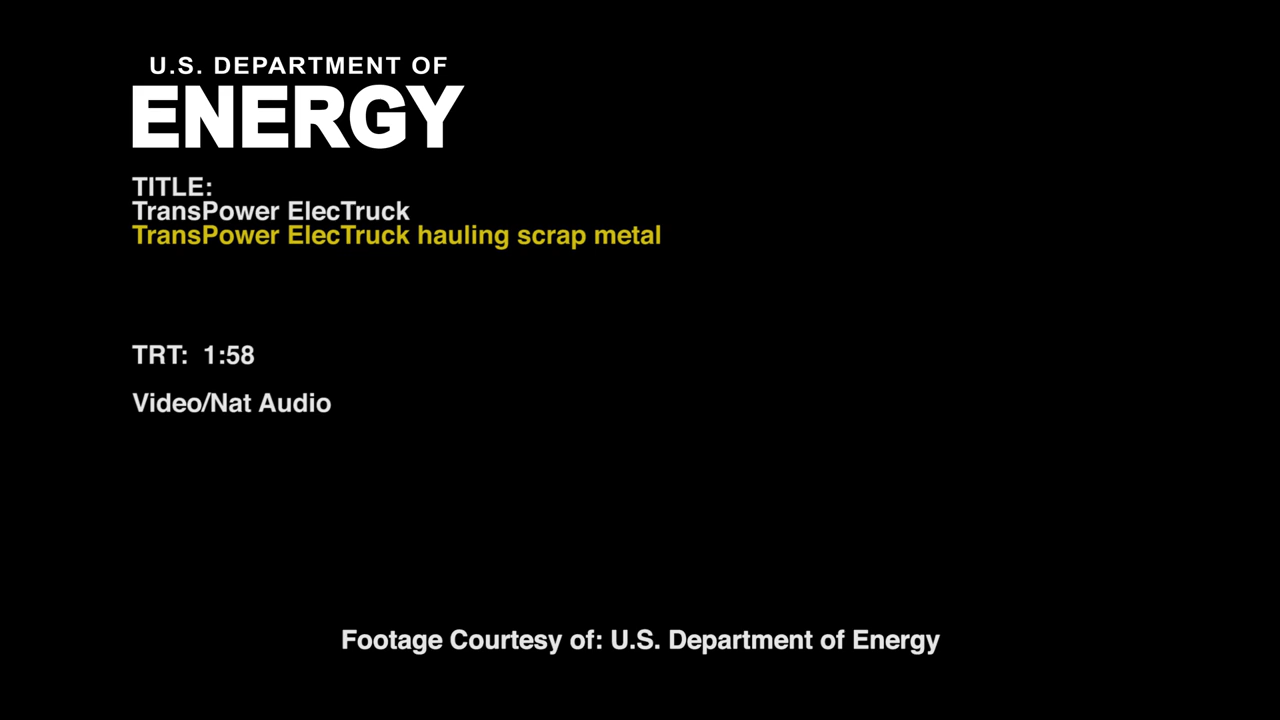 U.S. DEPARTMENT OF
ENERGY
TITLE:
TransPower ElecTruck
TransPower ElecTruck hauling scrap metal
TRT:  1:58
Video/Nat Audio
Footage Courtesy of: U.S. Department of Energy